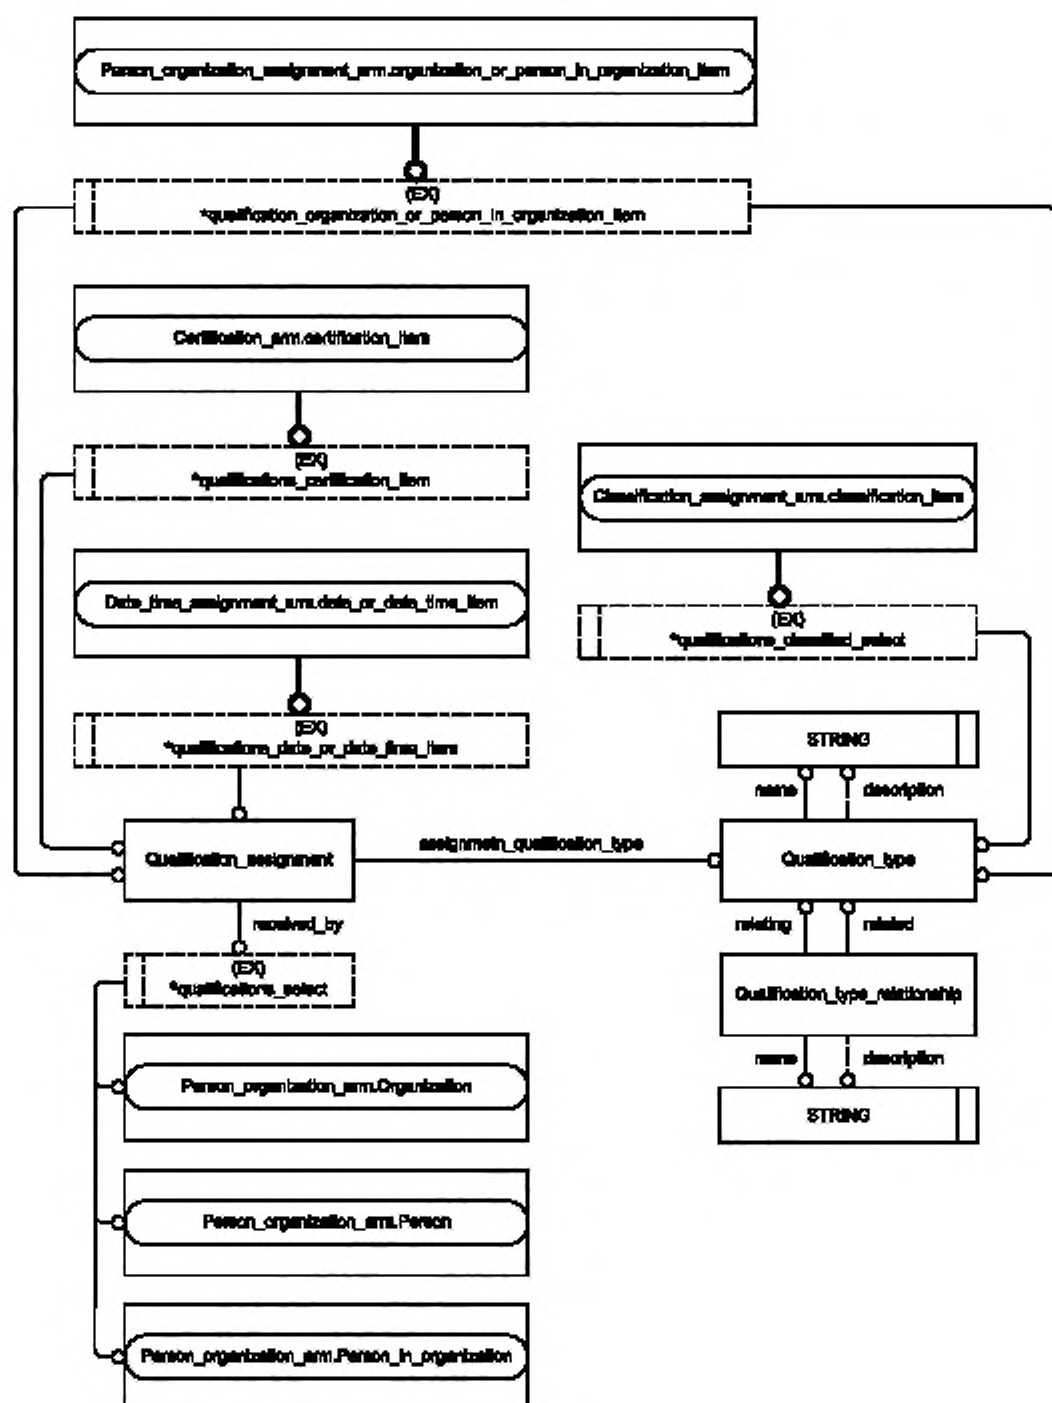 Person_organization_assignment_arm.organization_or_person_in_organization_item
(EX)
*qualification_organization_or_person_in_organization_item
Certification_arm.certification_item
(EX)
*qualifications_certification_item
Classification_assignment_arm.classification_item
Date_time_assignment_arm.date_or_date_time_item
(EX)
*qualifications_classified_select
(EX)
*qualifications_date_or_date_time_item
STRING
name
description
Qualification_assignment
assignmetn_qualification_type
Qualification_type
received_by
relating
related
(EX)
*qualifications_select
Qualification_type_relationship
name
description
Person_organization_arm.Organization
STRING
Person_organization_arm.Person
Person_organization_arm.Person_in_organization